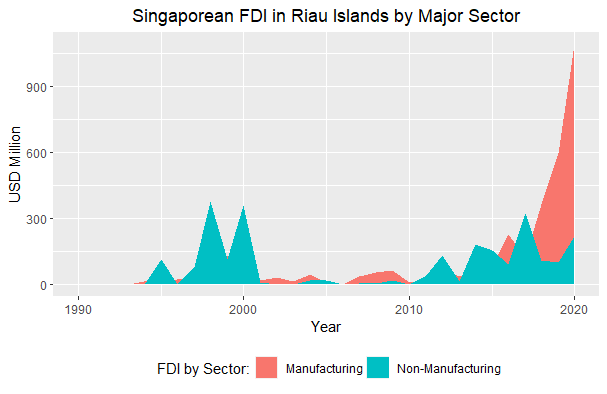 Singaporean FDI in Riau Islands by Major Sector
USD Million
900
600
300
0
1990
2000
2010
2020
Year
FDI by Sector:
Manufacturing
Non-Manufacturing